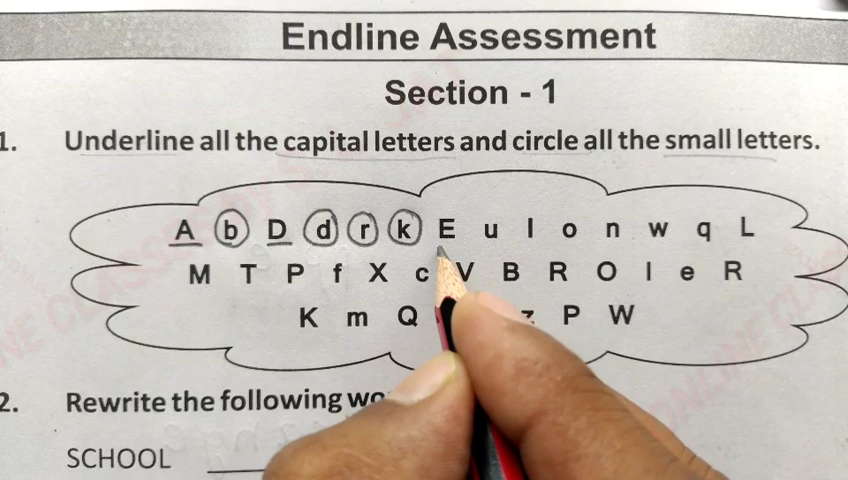 Endline Assessment
Section - 1
1. Underline all the capital letters and circle all the small letters.
A b D d r k E u l o n w q L
M T P f X c V B R O l e R
K m Q z P W
2. Rewrite the following
SCHOOL